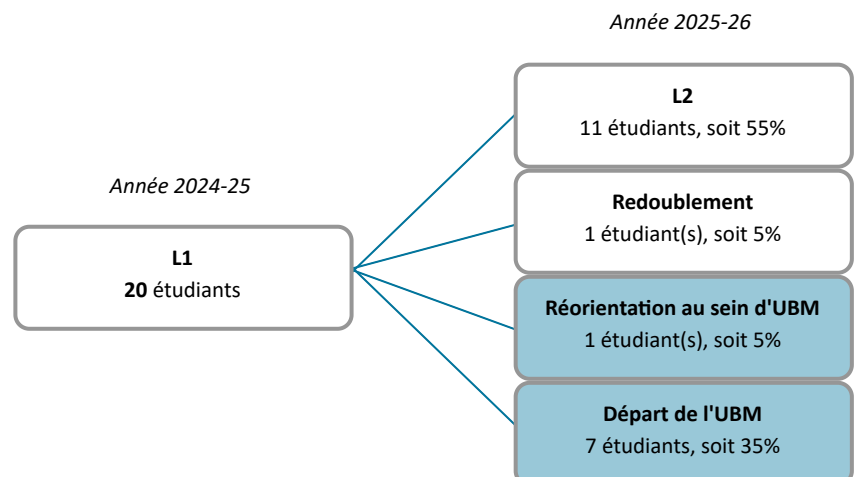 Année 2025-26
L2
11 étudiants, soit 55%
Année 2024-25
Redoublement
1 étudiant(s), soit 5%
L1
20 étudiants
Réorientation au sein d'UBM
1 étudiant(s), soit 5%
Départ de l'UBM
7 étudiants, soit 35%